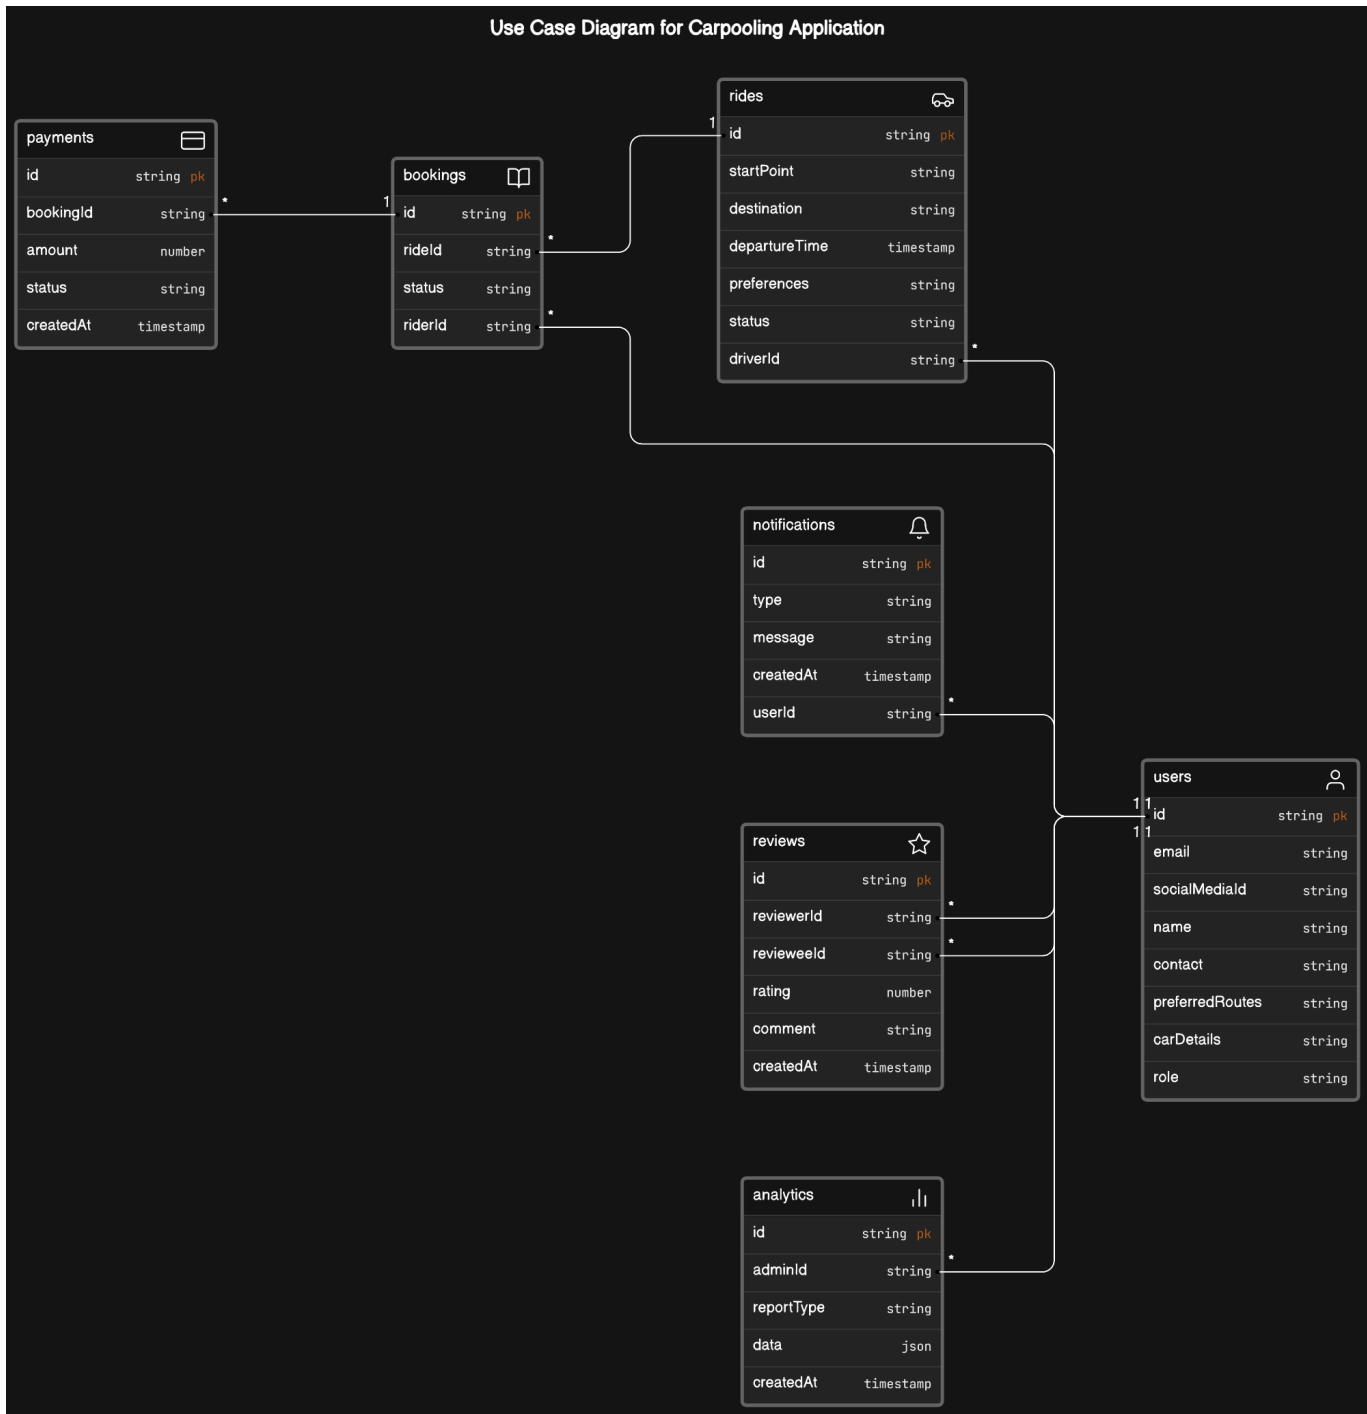 Use Case Diagram for Carpooling Application
payments
id string pk
bookingId string
amount number
status string
createdAt timestamp
*
1
bookings
id string pk
rideId string
status string
riderId string
*
*
1
rides
id string pk
startPoint string
destination string
departureTime timestamp
preferences string
status string
driverId string
*
notifications
id string pk
type string
message string
createdAt timestamp
userId string
*
reviews
id string pk
reviewerId string
revieweeId string
rating number
comment string
createdAt timestamp
*
*
analytics
id string pk
adminId string
reportType string
data json
createdAt timestamp
*
1 1
1 1
users
id string pk
email string
socialMediaId string
name string
contact string
preferredRoutes string
carDetails string
role string